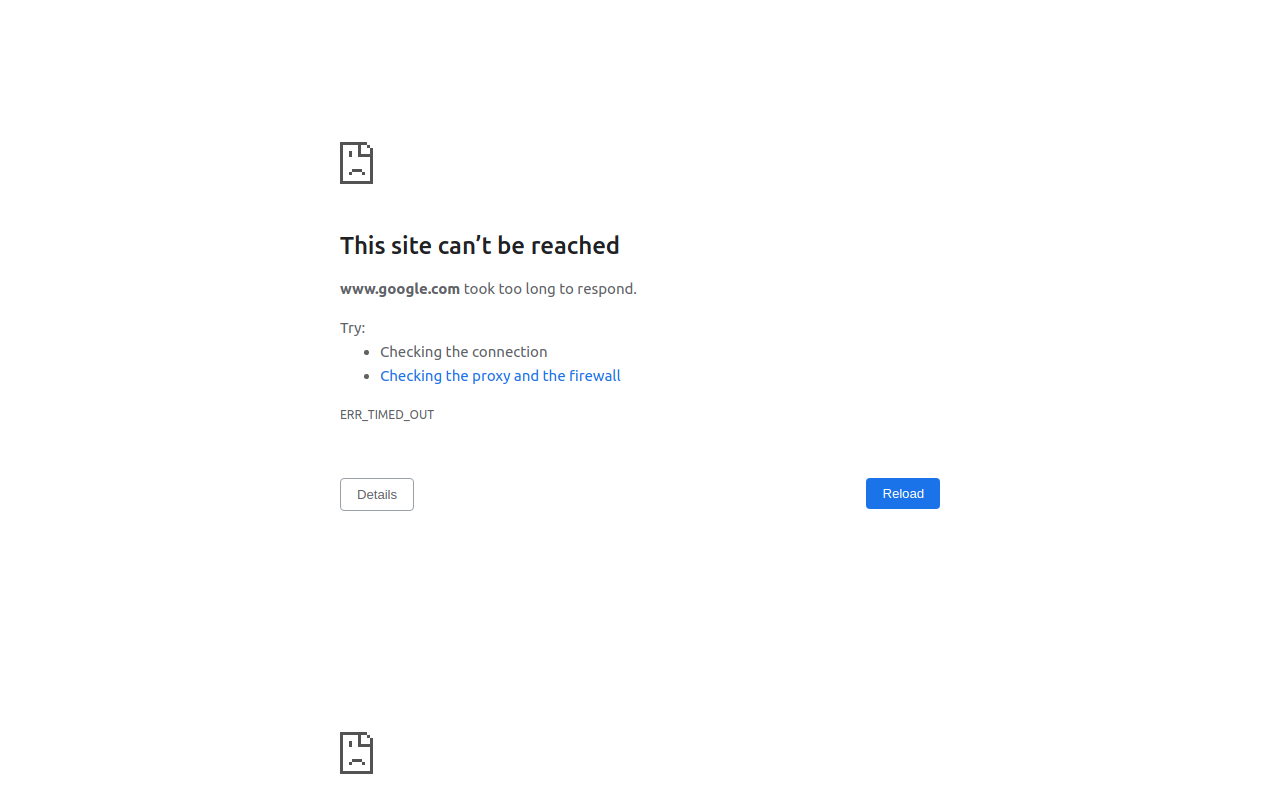 This site can’t be reached
www.google.com took too long to respond.
Try:
• Checking the connection
• Checking the proxy and the firewall
ERR_TIMED_OUT
Details
Reload